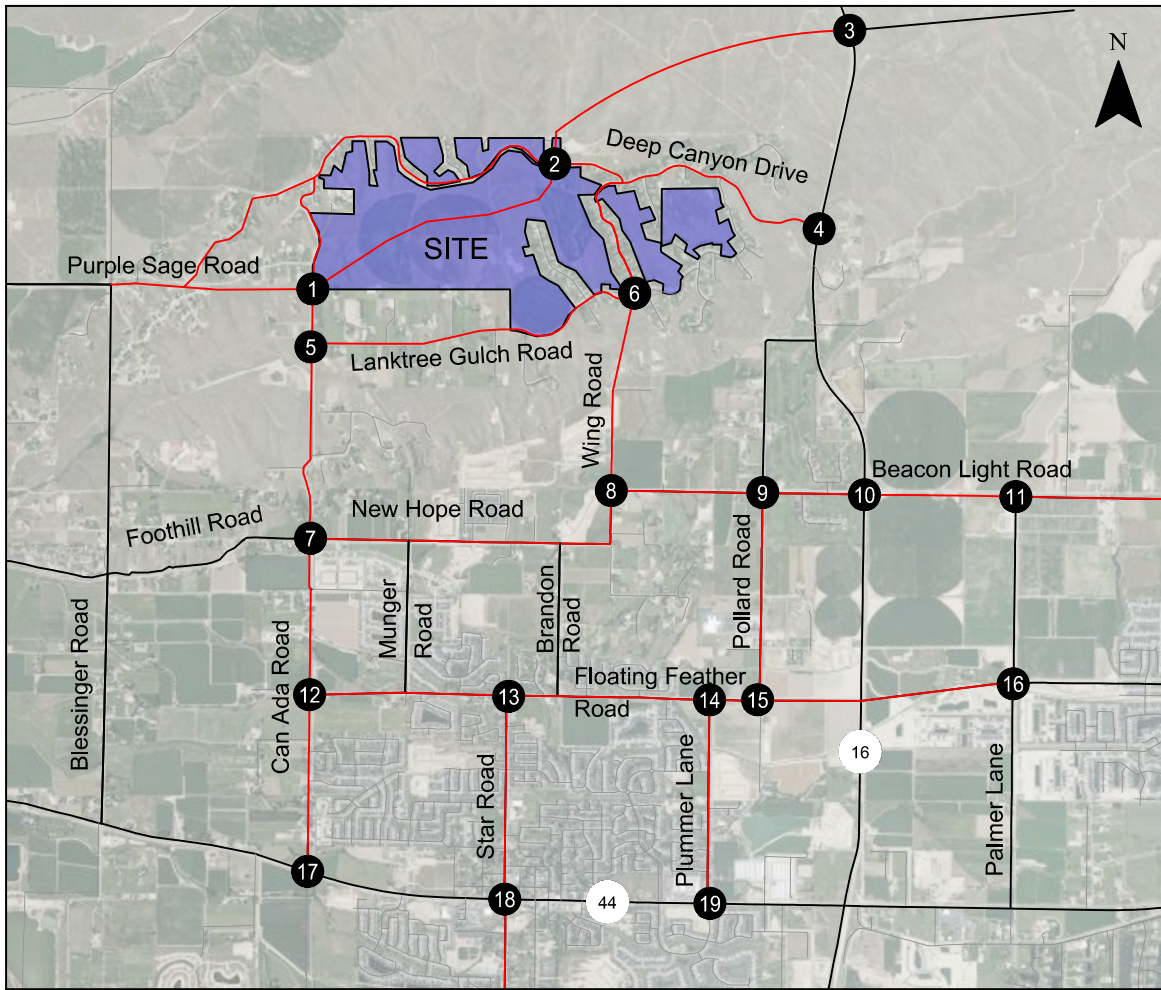 3
N
2
Deep Canyon Drive
4
SITE
Purple Sage Road
1
6
5
Lanktree Gulch Road
Wing Road
8
9
10
Beacon Light Road
11
New Hope Road
Foothill Road
7
Blessinger Road
Can Ada Road
Munger
Road
Brandon
Road
Pollard Road
Floating Feather
Road
12
13
14
15
16
16
Star Road
Plummer Lane
Palmer Lane
17
18
44
19